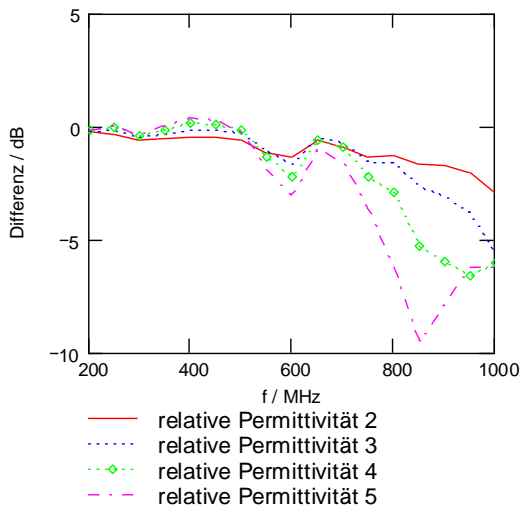 5
0
−5
−10
Differenz / dB
200
400
600
800
1000
f / MHz
relative Permittivität 2
relative Permittivität 3
relative Permittivität 4
relative Permittivität 5